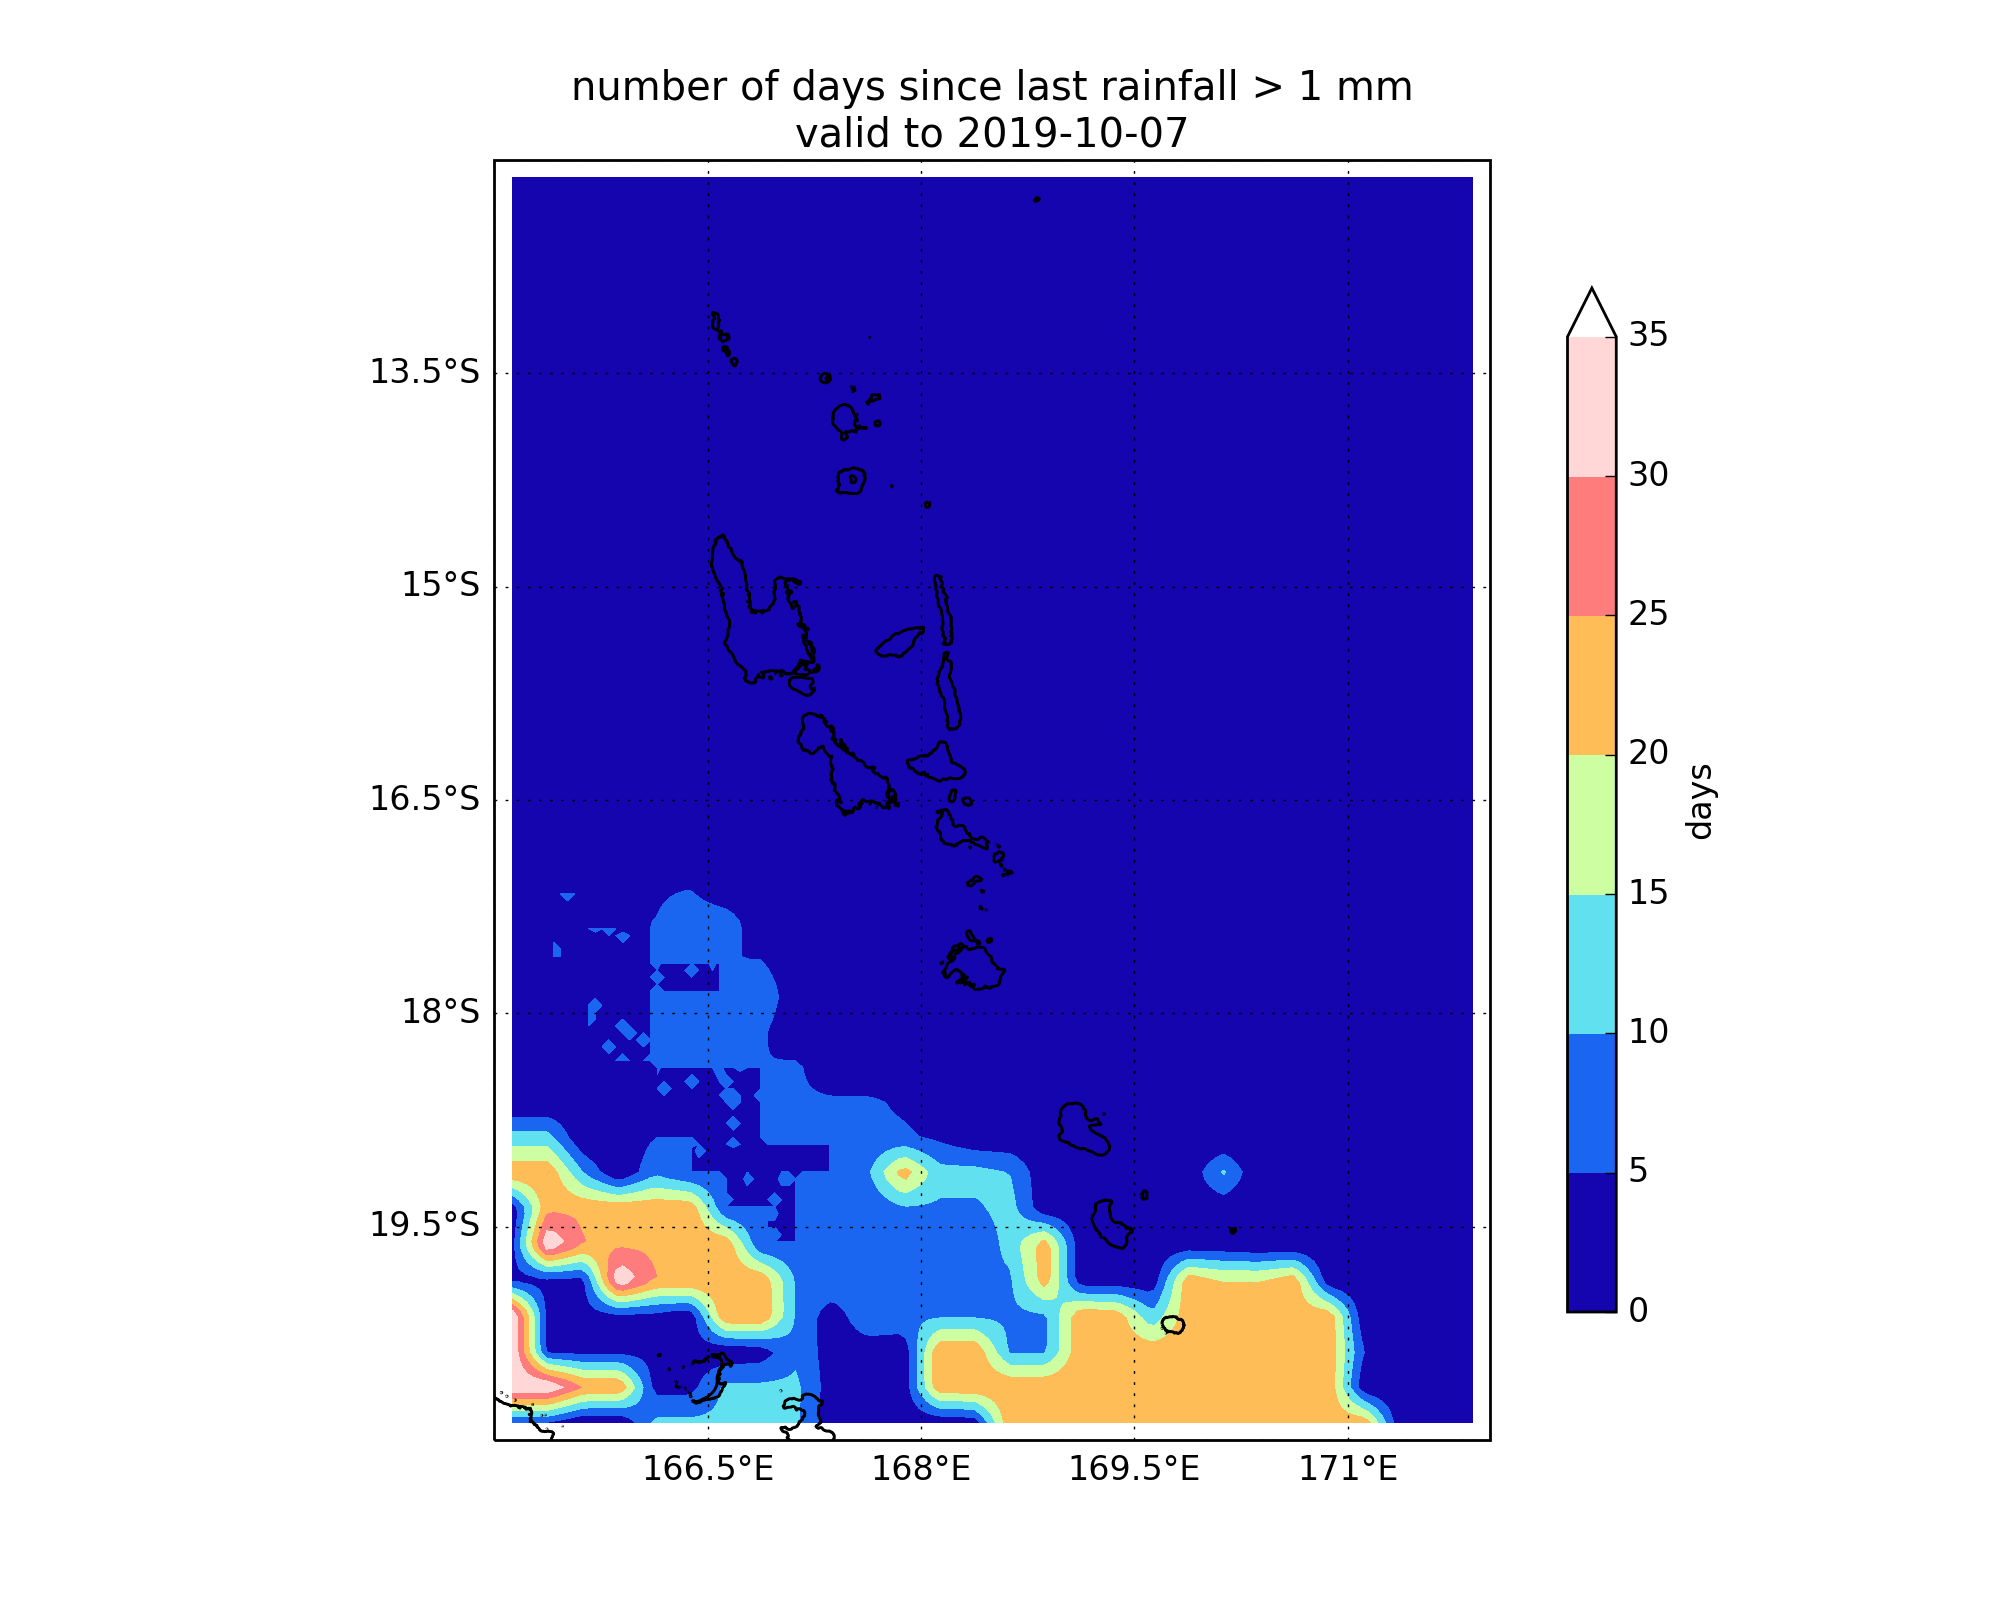 number of days since last rainfall > 1 mm
valid to 2019-10-07
13.5°S
15°S
16.5°S
18°S
19.5°S
166.5°E
168°E
169.5°E
171°E
35
30
25
20
15
10
5
0
days